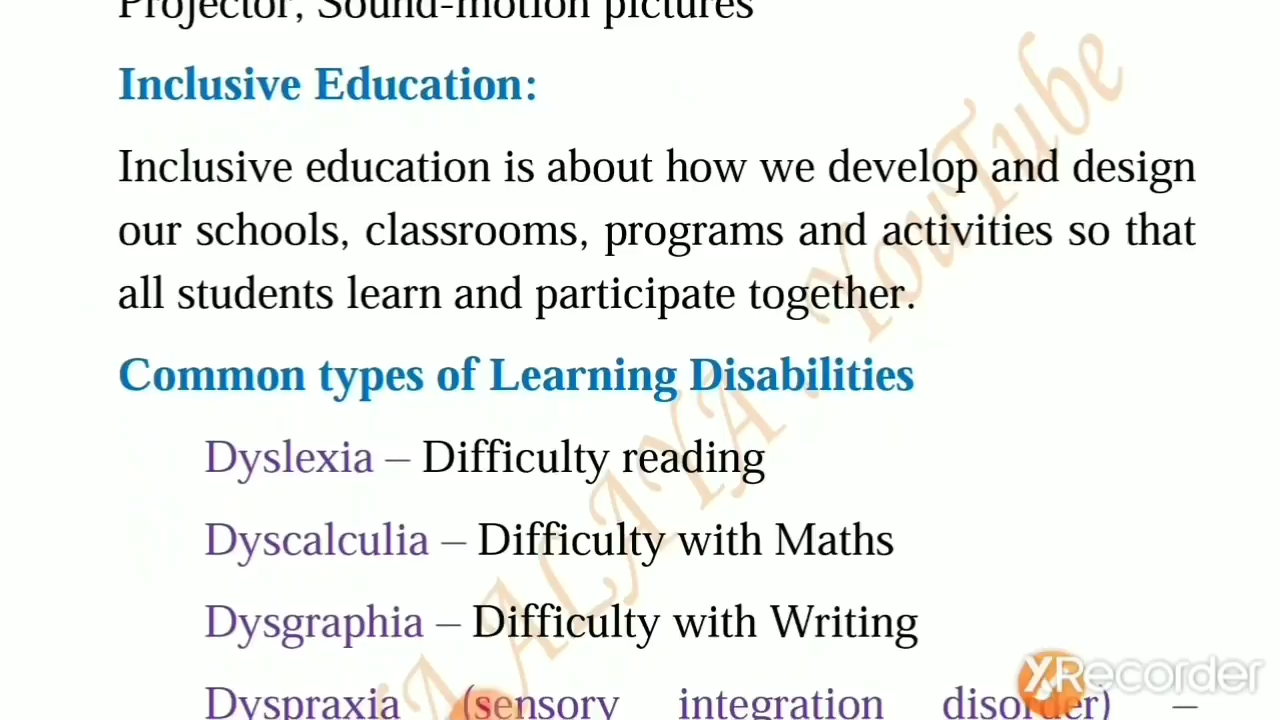 Projector, Sound-motion pictures
Inclusive Education:
Inclusive education is about how we develop and design
our schools, classrooms, programs and activities so that
all students learn and participate together.
Common types of Learning Disabilities
Dyslexia – Difficulty reading
Dyscalculia – Difficulty with Maths
Dysgraphia – Difficulty with Writing
Dyspraxia (sensory integration disorder) –
ALAYA - YouTube
XRecorder